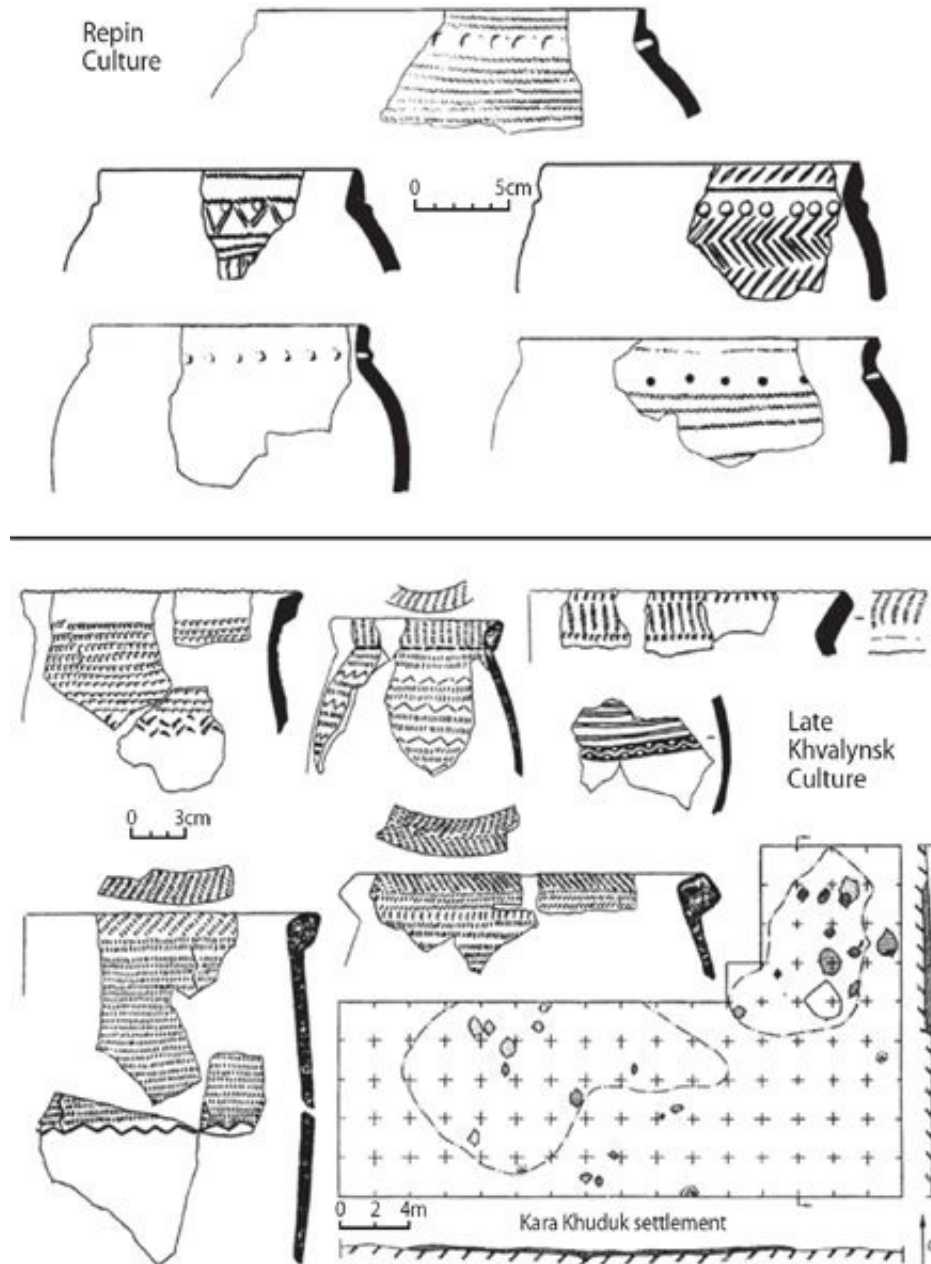 Repin
Culture
0 5cm
Late
Khvalynsk
Culture
0 3cm
0 2 4m
Kara Khuduk settlement